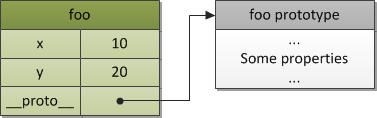 foo
x 10
y 20
__proto__
foo prototype
...
Some properties
...